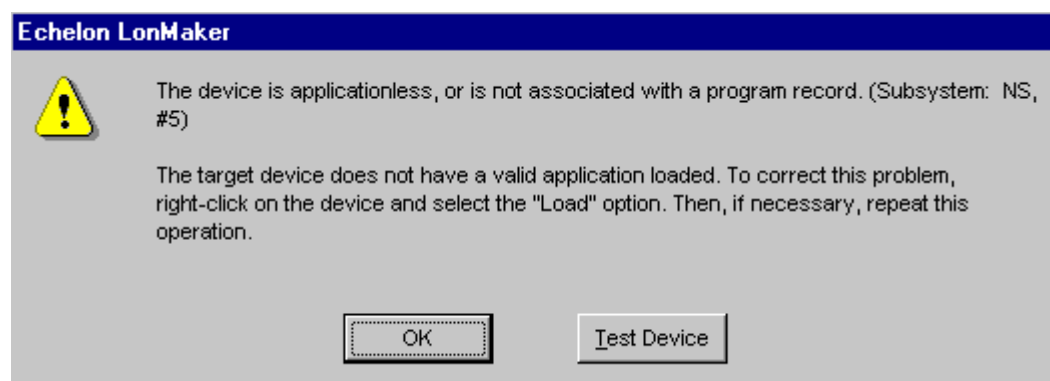 Echelon LonMaker
The device is applicationless, or is not associated with a program record. (Subsystem:  NS,
#5)
The target device does not have a valid application loaded. To correct this problem,
right-click on the device and select the "Load" option. Then, if necessary, repeat this
operation.
OK
Test Device